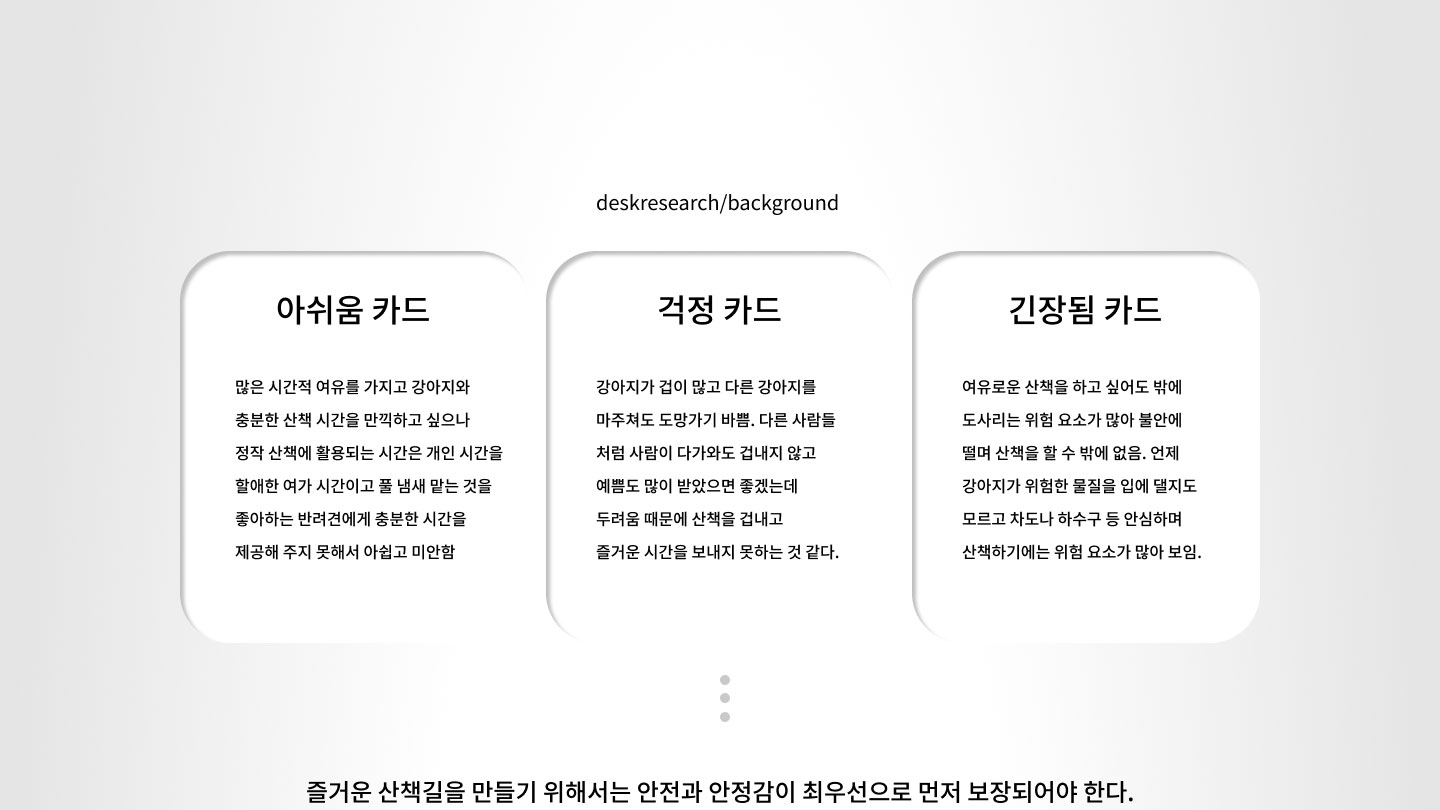 deskresearch/background
아쉬움 카드
많은 시간적 여유를 가지고 강아지와
충분한 산책 시간을 만끽하고 싶으나
정작 산책에 활용되는 시간은 개인 시간을
할애한 여가 시간이고 풀 냄새 맡는 것을
좋아하는 반려견에게 충분한 시간을
제공해 주지 못해서 아쉽고 미안함
걱정 카드
강아지가 겁이 많고 다른 강아지를
마주쳐도 도망가기 바쁨. 다른 사람들
처럼 사람이 다가와도 겁내지 않고
예쁨도 많이 받았으면 좋겠는데
두려움 때문에 산책을 겁내고
즐거운 시간을 보내지 못하는 것 같다.
긴장됨 카드
여유로운 산책을 하고 싶어도 밖에
도사리는 위험 요소가 많아 불안에
떨며 산책을 할 수 밖에 없음. 언제
강아지가 위험한 물질을 입에 댈지도
모르고 차도나 하수구 등 안심하며
산책하기에는 위험 요소가 많아 보임.
즐거운 산책길을 만들기 위해서는 안전과 안정감이 최우선으로 먼저 보장되어야 한다.